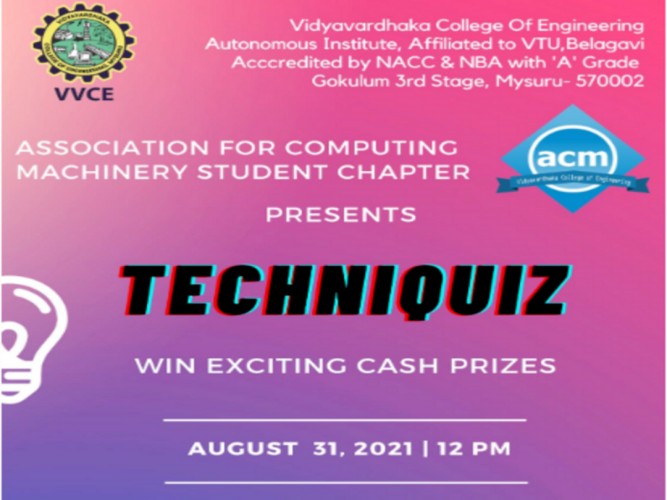 Vidyavardhaka College Of Engineering
Autonomous Institute, Affiliated to VTU,Belagavi
Acccredited by NACC & NBA with 'A' Grade
Gokulum 3rd Stage, Mysuru- 570002
VVCE
ASSOCIATION FOR COMPUTING
MACHINERY STUDENT CHAPTER
acm
Vidyavardhaka College of Engineering
PRESENTS
TECHNIQUIZ
WIN EXCITING CASH PRIZES
AUGUST 31, 2021 | 12 PM